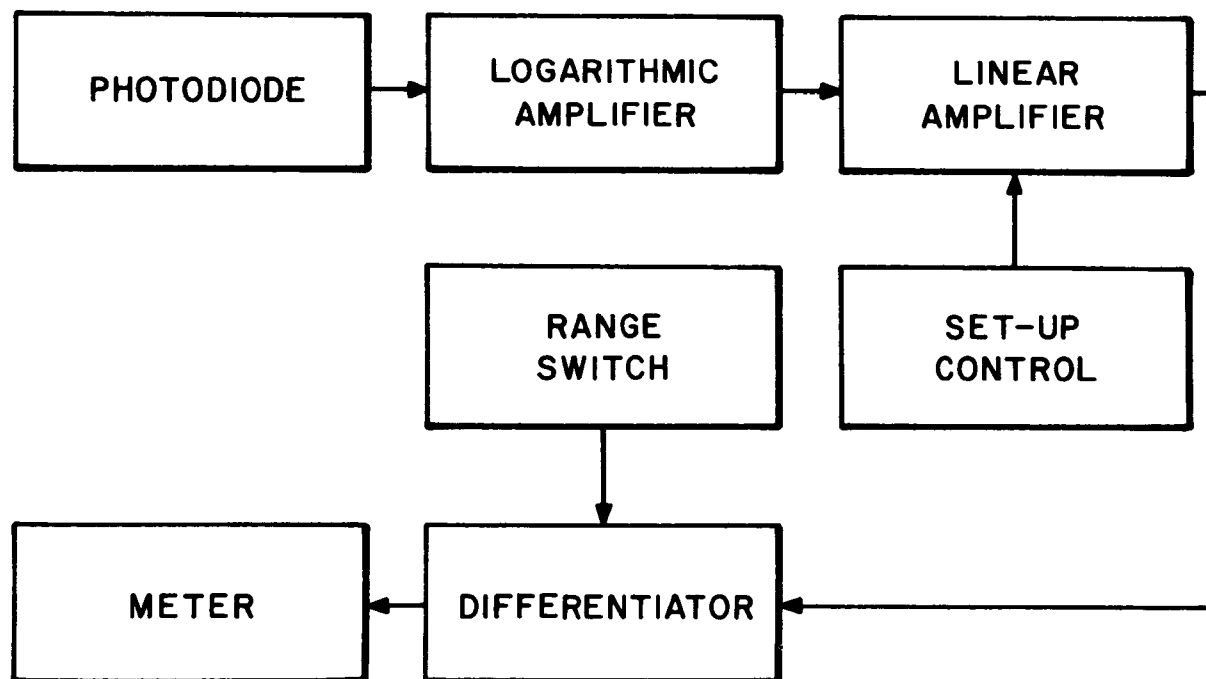 PHOTODIODE
LOGARITHMIC
AMPLIFIER
LINEAR
AMPLIFIER
RANGE
SWITCH
SET-UP
CONTROL
METER
DIFFERENTIATOR